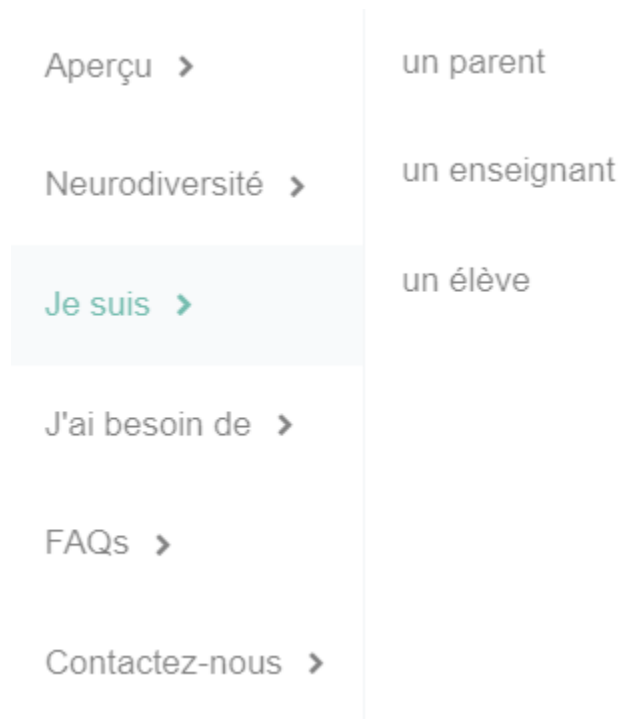 Aperçu
Neurodiversité
Je suis
J'ai besoin de
FAQs
Contactez-nous
un parent
un enseignant
un élève